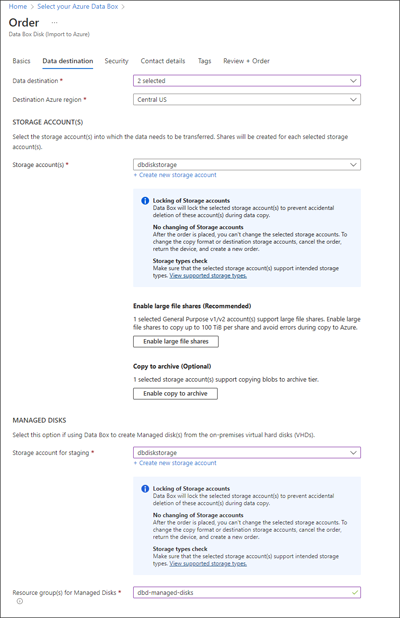 Home > Select your Azure Data Box >
Order ...
Data Box Disk (Import to Azure)
Basics Data destination Security Contact details Tags Review + Order
Data destination * 2 selected
Destination Azure region * Central US
STORAGE ACCOUNT(S)
Select the storage account(s) into which the data needs to be transferred. Shares will be created for each selected storage
account(s).
Storage account(s) * dbdiskstorage
+ Create new storage account
Locking of Storage accounts
Data Box will lock the selected storage account(s) to prevent accidental
deletion of these account(s) during data copy.
No changing of Storage accounts
After the order is placed, you can't change the selected storage accounts. To
change the copy format or destination storage accounts, cancel the order,
return the device, and create a new order.
Storage types check
Make sure that the selected storage account(s) support intended storage
types. View supported storage types.
Enable large file shares (Recommended)
1 selected General Purpose v1/v2 account(s) support large file shares. Enable large
file shares to copy up to 100 TiB per share and avoid errors during copy to Azure.
Enable large file shares
Copy to archive (Optional)
1 selected storage account(s) support copying blobs to archive tier.
Enable copy to archive
MANAGED DISKS
Select this option if using Data Box to create Managed disk(s) from the on-premises virtual hard disks (VHDs).
Storage account for staging * dbdiskstorage
+ Create new storage account
Locking of Storage accounts
Data Box will lock the selected storage account(s) to prevent accidental
deletion of these account(s) during data copy.
No changing of Storage accounts
After the order is placed, you can't change the selected storage accounts. To
change the copy format or destination storage accounts, cancel the order,
return the device, and create a new order.
Storage types check
Make sure that the selected storage account(s) support intended storage
types. View supported storage types.
Resource group(s) for Managed Disks * dbd-managed-disks